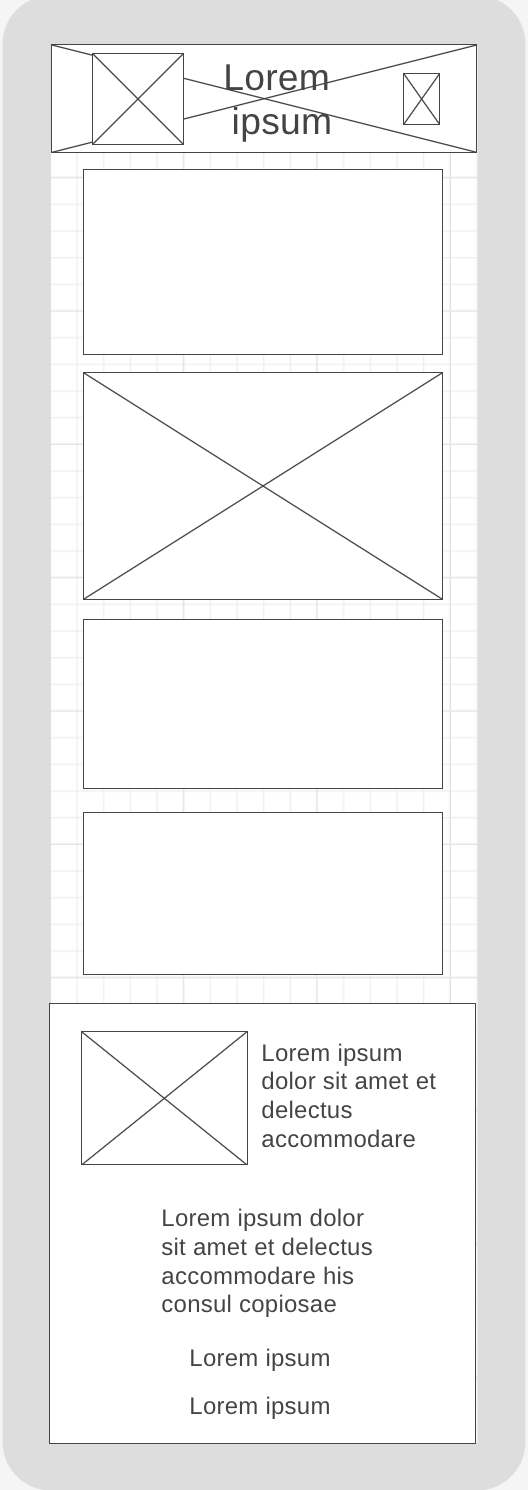 Lorem
ipsum
Lorem ipsum
dolor sit amet et
delectus
accommodare
Lorem ipsum dolor
sit amet et delectus
accommodare his
consul copiosae
Lorem ipsum
Lorem ipsum